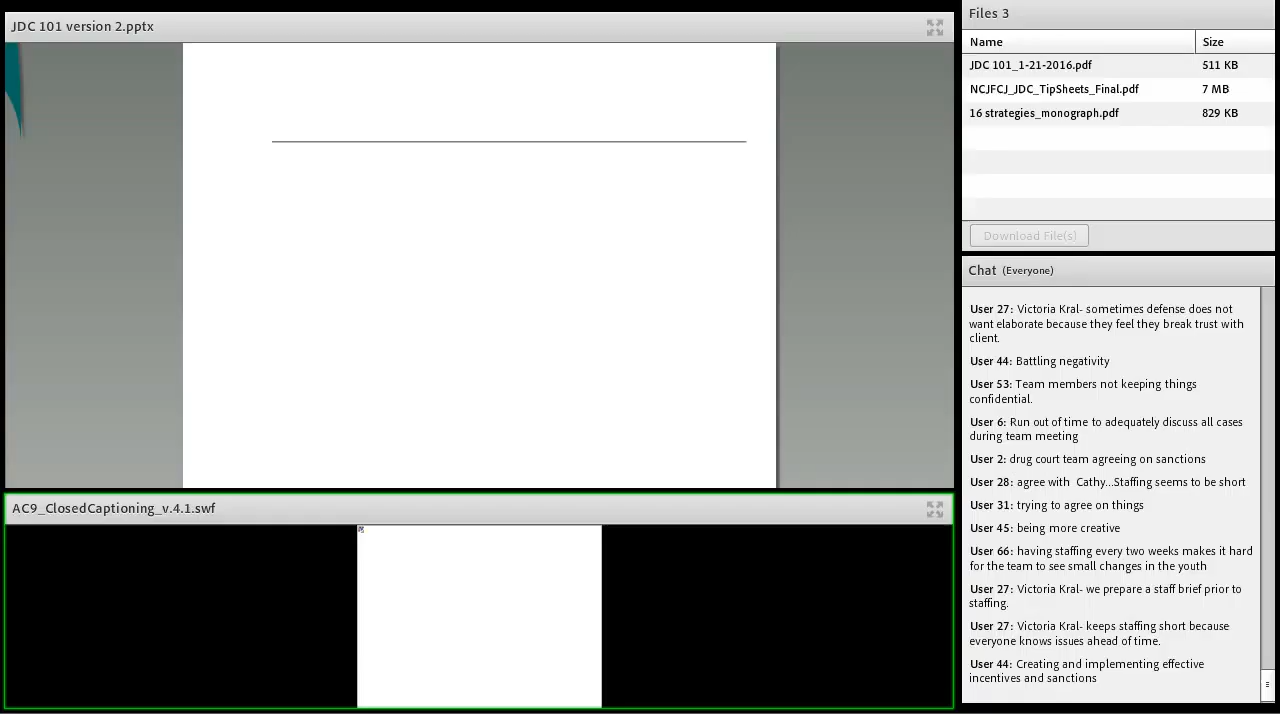 JDC 101 version 2.pptx
Files 3
Name Size
JDC 101_1-21-2016.pdf 511 KB
NCJFCJ_JDC_TipSheets_Final.pdf 7 MB
16 strategies_monograph.pdf 829 KB
Download File(s)
Chat (Everyone)
User 27: Victoria Kral- sometimes defense does not
want elaborate because they feel they break trust with
client.
User 44: Battling negativity
User 53: Team members not keeping things
confidential.
User 6: Run out of time to adequately discuss all cases
during team meeting
User 2: drug court team agreeing on sanctions
User 28: agree with Cathy...Staffing seems to be short
User 31: trying to agree on things
User 45: being more creative
User 66: having staffing every two weeks makes it hard
for the team to see small changes in the youth
User 27: Victoria Kral- we prepare a staff brief prior to
staffing.
User 27: Victoria Kral- keeps staffing short because
everyone knows issues ahead of time.
User 44: Creating and implementing effective
incentives and sanctions
AC9_ClosedCaptioning_v.4.1.swf